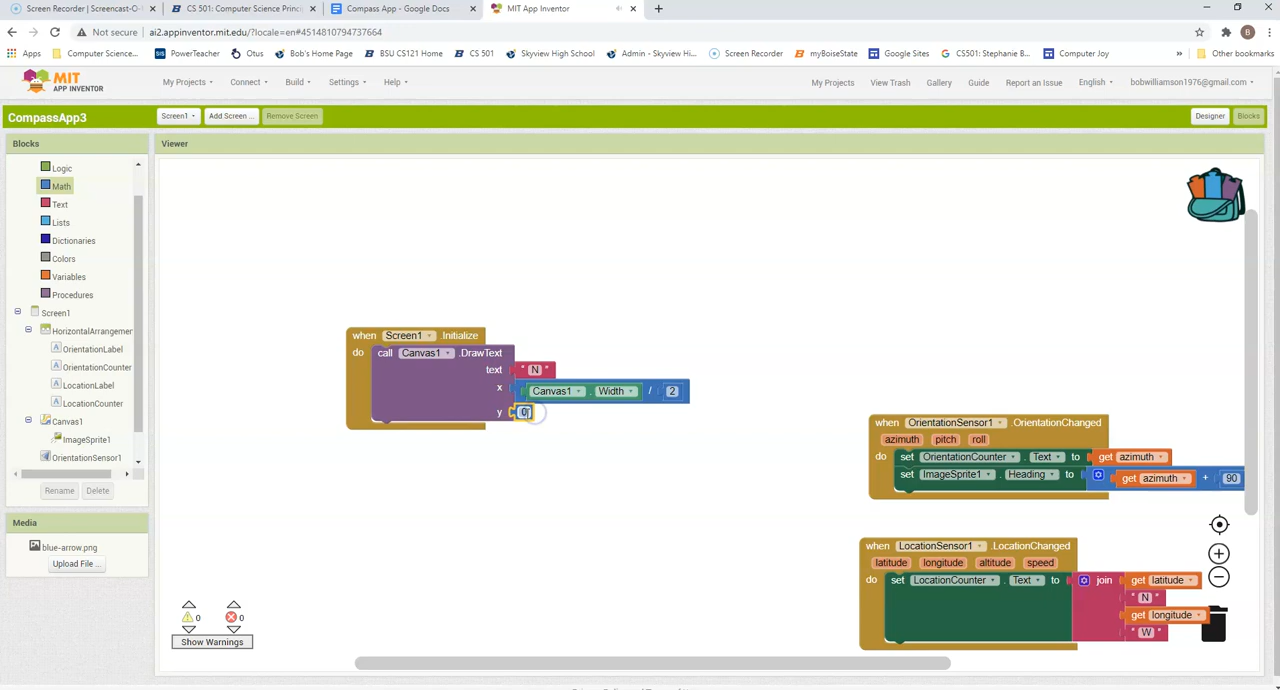 Screen Recorder | Screencast-O
CS 501: Computer Science Princi
Compass App - Google Docs
MIT App Inventor
Not secure | ai2.appinventor.mit.edu/?locale=en#4514810794737664
Apps
Computer Science...
PowerTeacher
Otus
Bob's Home Page
BSU CS121 Home
CS 501
Skyview High School
Admin - Skyview Hi...
Screen Recorder
myBoiseState
Google Sites
CS501: Stephanie B...
Computer Joy
»
Other bookmarks
MIT
APP INVENTOR
My Projects
Connect
Build
Settings
Help
My Projects
View Trash
Gallery
Guide
Report an Issue
English
bobwilliamson1976@gmail.com
CompassApp3
Screen1
Add Screen ...
Remove Screen
Designer
Blocks
Blocks
Viewer
Logic
Math
Text
Lists
Dictionaries
Colors
Variables
Procedures
Screen1
HorizontalArrangemer
OrientationLabel
OrientationCounter
LocationLabel
LocationCounter
Canvas1
ImageSprite1
OrientationSensor1
Rename
Delete
Media
blue-arrow.png
Upload File ...
when Screen1 .Initialize
do call Canvas1 .DrawText
text " N "
x Canvas1 . Width / 2
y 0
when OrientationSensor1 .OrientationChanged
azimuth pitch roll
do set OrientationCounter . Text to get azimuth
set ImageSprite1 . Heading to get azimuth + 90
when LocationSensor1 .LocationChanged
latitude longitude altitude speed
do set LocationCounter . Text to join get latitude
" N "
get longitude
" W "
0
0
Show Warnings